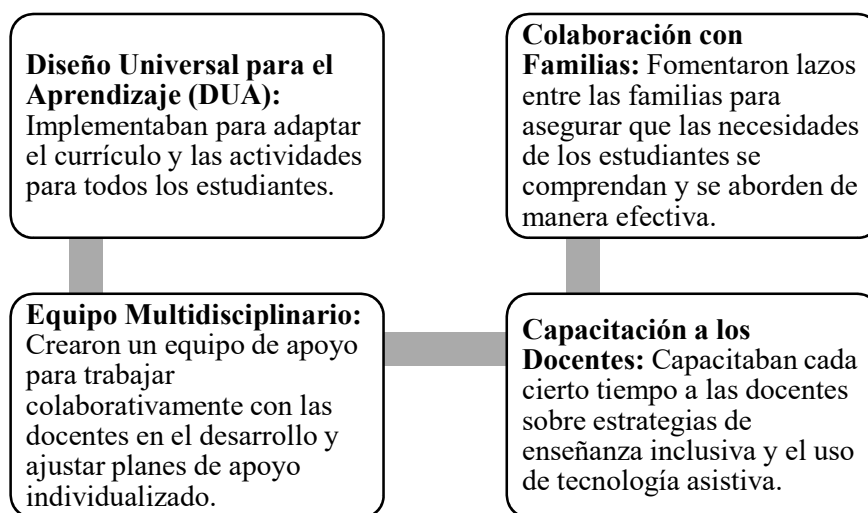 Diseño Universal para el
Aprendizaje (DUA):
Implementaban para adaptar
el currículo y las actividades
para todos los estudiantes.
Equipo Multidisciplinario:
Crearon un equipo de apoyo
para trabajar
colaborativamente con las
docentes en el desarrollo y
ajustar planes de apoyo
individualizado.
Capacitación a los
Docentes: Capacitaban cada
cierto tiempo a las docentes
sobre estrategias de
enseñanza inclusiva y el uso
de tecnología asistiva.
Colaboración con
Familias: Fomentaron lazos
entre las familias para
asegurar que las necesidades
de los estudiantes se
comprendan y se aborden de
manera efectiva.